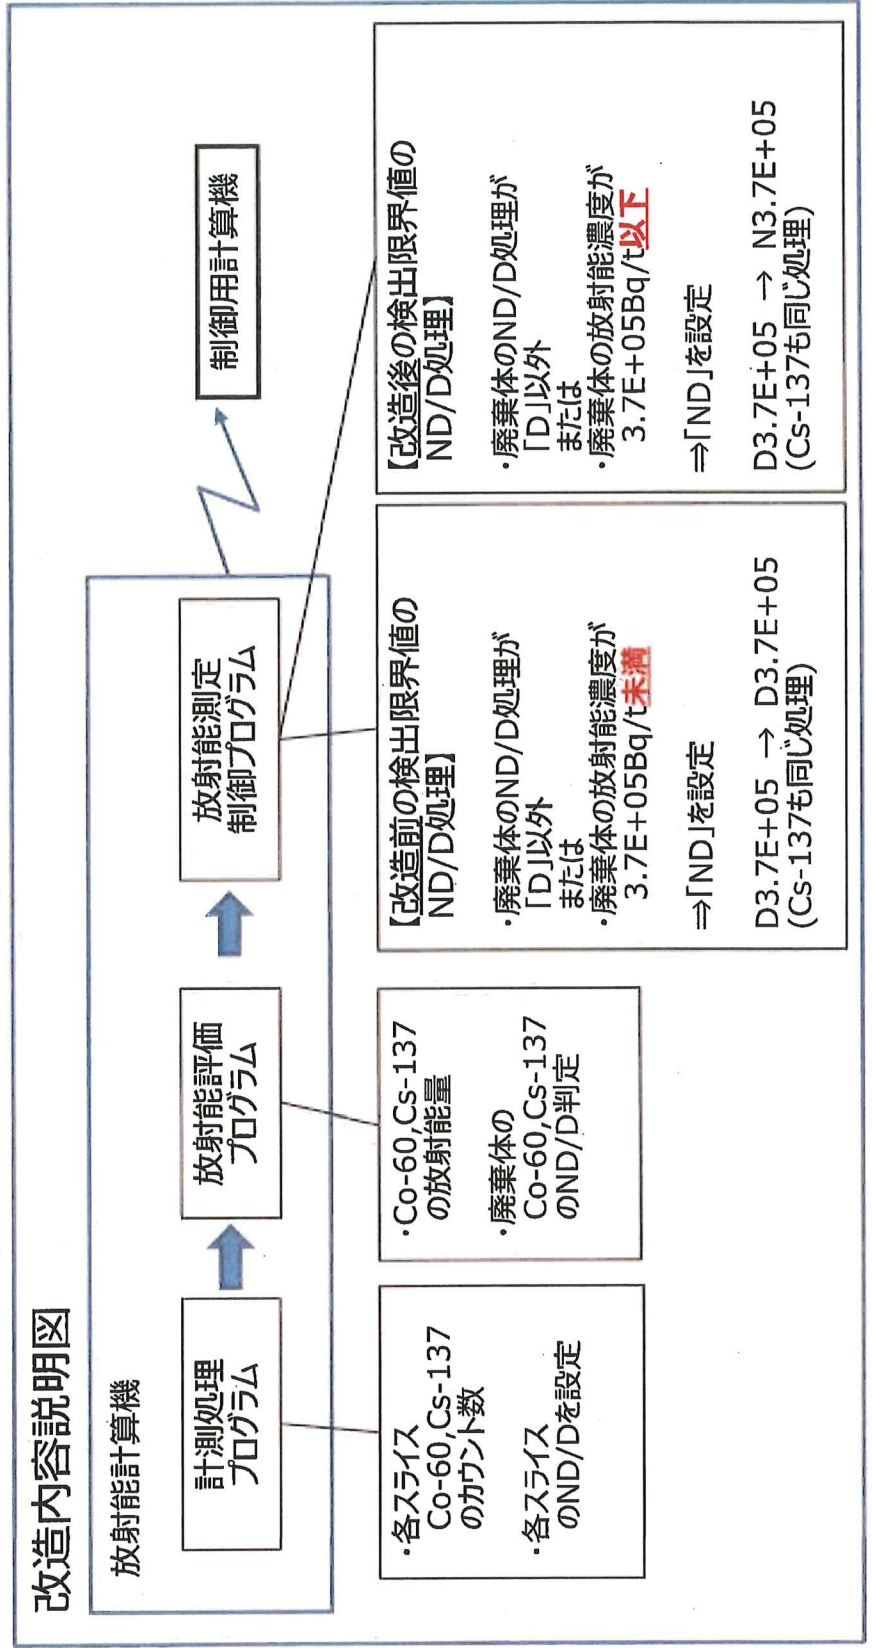 改造内容説明図
放射能計算機
計測処理
プログラム
放射能評価
プログラム
放射能測定
制御プログラム
制御用計算機
・各スライス
Co-60,Cs-137
のカウント数
・各スライス
のND/Dを設定
・Co-60,Cs-137
の放射能量
・廃棄体の
Co-60,Cs-137
のND/D判定
【改造前の検出限界値の
ND/D処理】
・廃棄体のND/D処理が
「D」以外
または
・廃棄体の放射能濃度が
3.7E+05Bq/t未満
⇒「ND」を設定
D3.7E+05 → D3.7E+05
(Cs-137も同じ処理)
【改造後の検出限界値の
ND/D処理】
・廃棄体のND/D処理が
「D」以外
または
・廃棄体の放射能濃度が
3.7E+05Bq/t以下
⇒「ND」を設定
D3.7E+05 → N3.7E+05
(Cs-137も同じ処理)